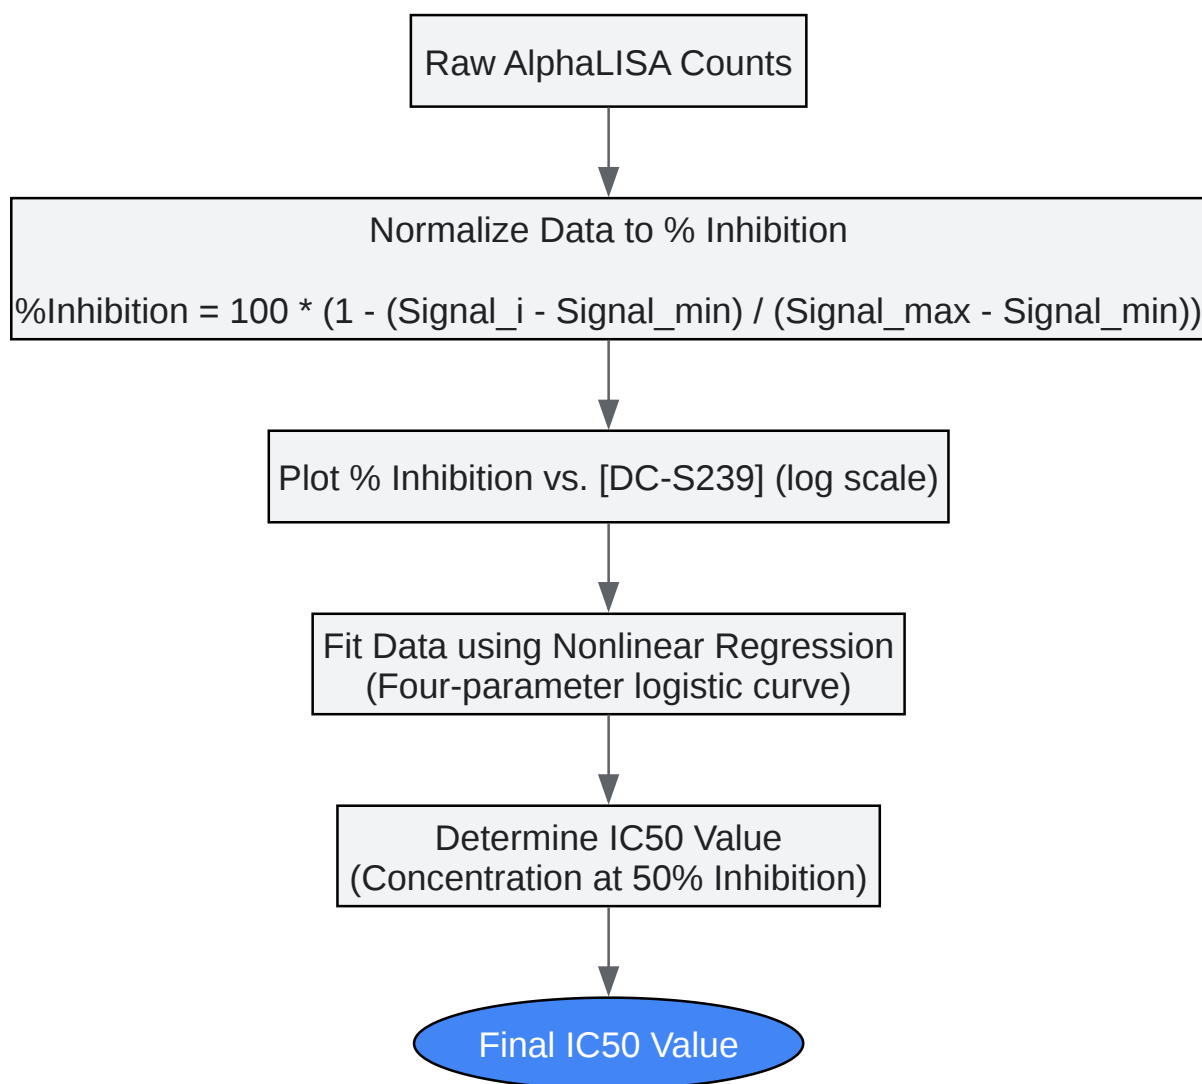 Raw AlphaLISA Counts
Normalize Data to % Inhibition
%Inhibition = 100 * (1 - (Signal_i - Signal_min) / (Signal_max - Signal_min))
Plot % Inhibition vs. [DC-S239] (log scale)
Fit Data using Nonlinear Regression
(Four-parameter logistic curve)
Determine IC50 Value
(Concentration at 50% Inhibition)
Final IC50 Value